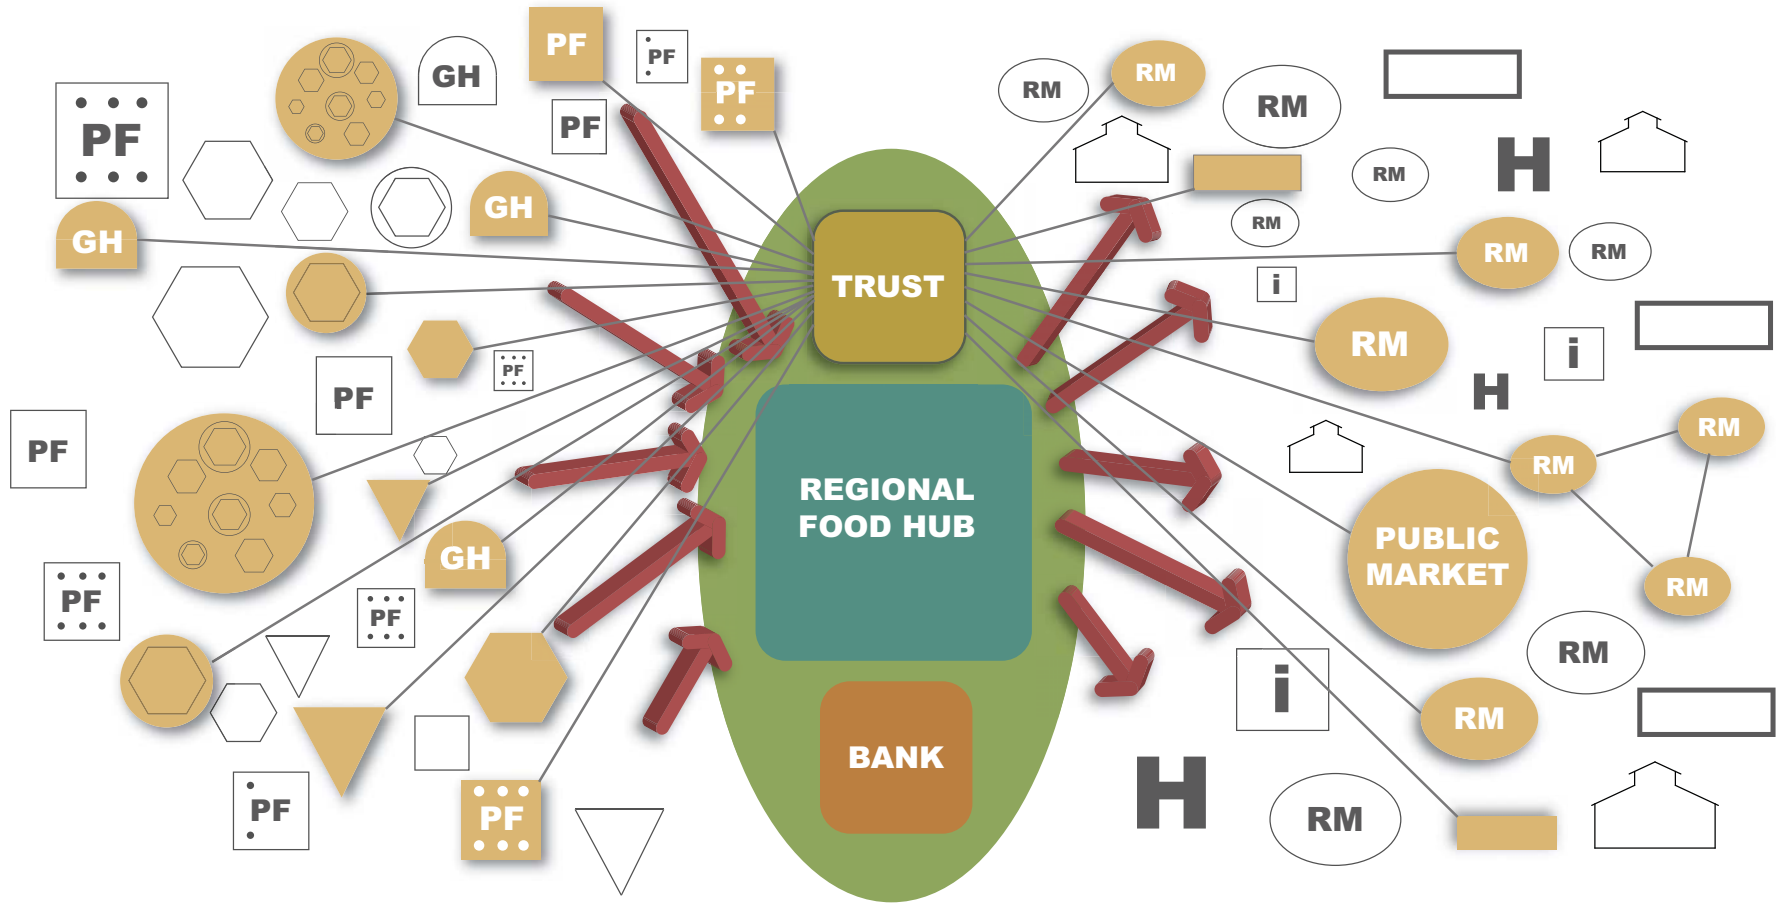 PF
PF
GH
PF
PF
PF
GH
GH
TRUST
PF
PF
PF
GH
PF
PF
PF
PF
REGIONAL
FOOD HUB
BANK
RM
RM
RM
RM
H
RM
RM
RM
i
RM
i
H
RM
RM
PUBLIC
MARKET
RM
RM
i
RM
H
RM